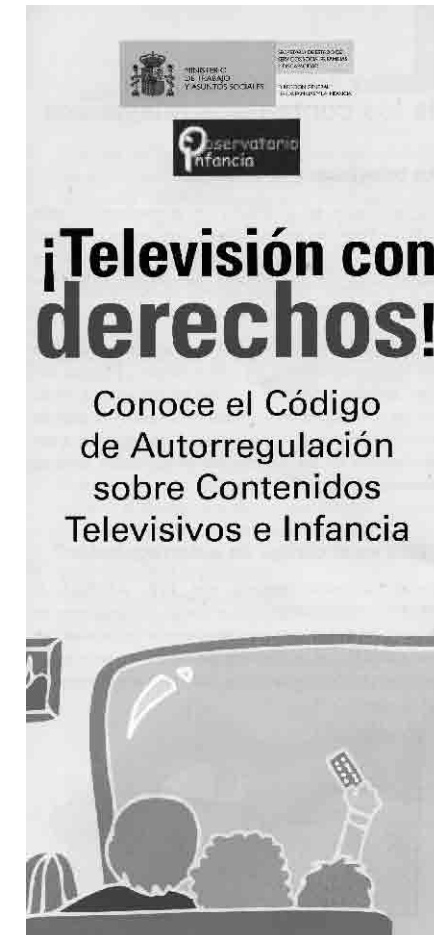 MINISTERIO
DE TRABAJO
Y ASUNTOS SOCIALES
Observatorio
Infancia
¡Televisión con
derechos!
Conoce el Código
de Autorregulación
sobre Contenidos
Televisivos e Infancia